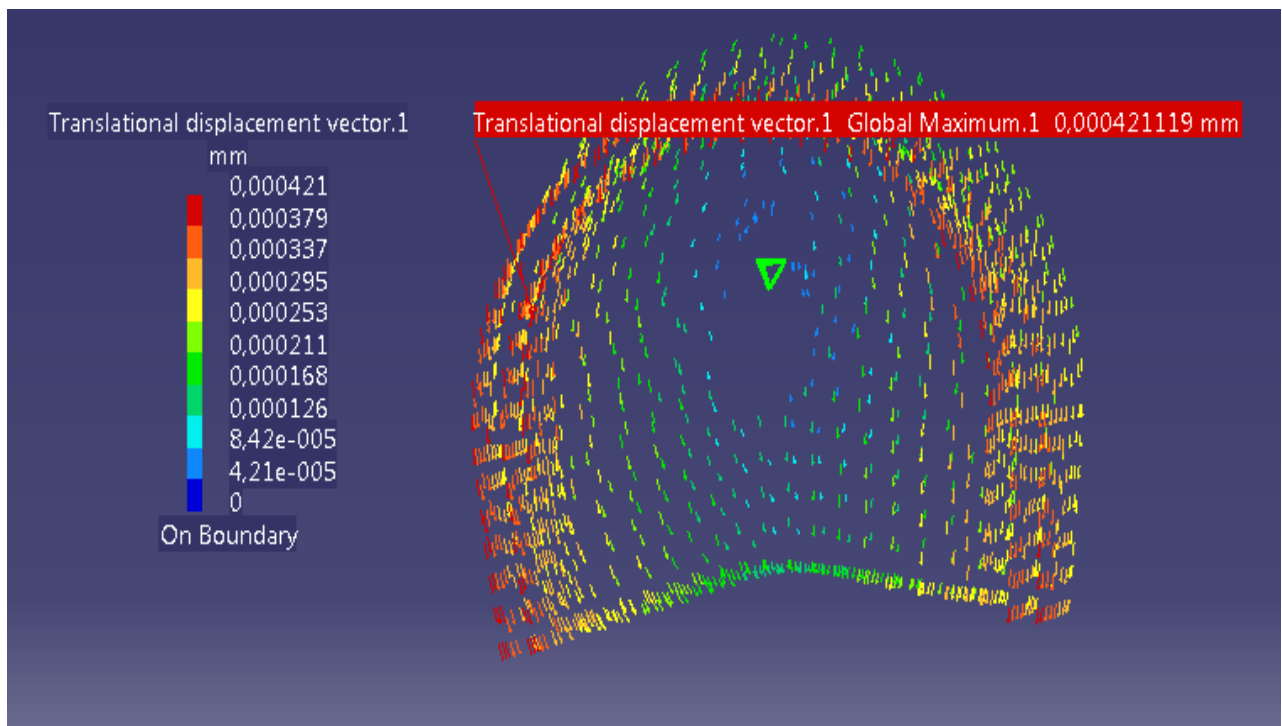 Translational displacement vector.1
mm
0,000421
0,000379
0,000337
0,000295
0,000253
0,000211
0,000168
0,000126
8,42e-005
4,21e-005
0
On Boundary
Translational displacement vector.1 Global Maximum.1 0,000421119 mm